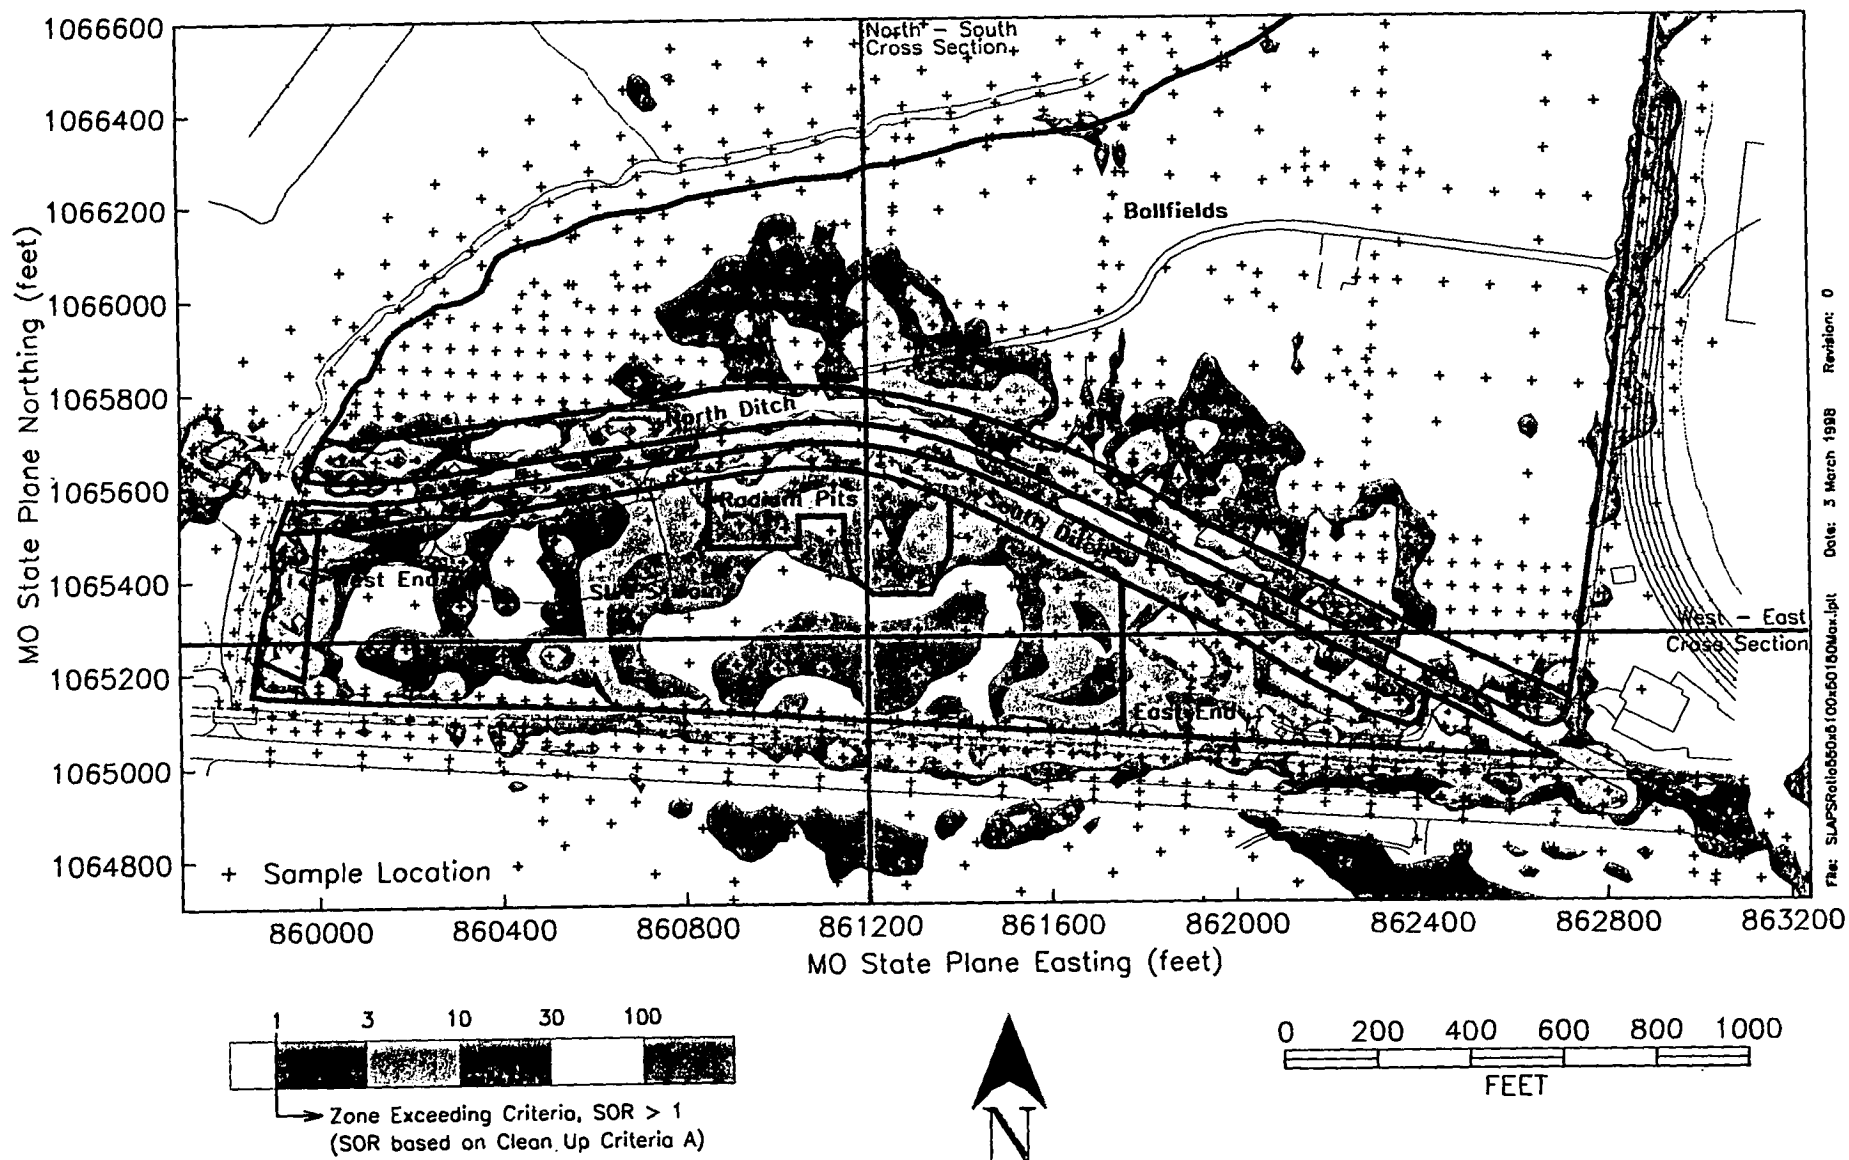 1066600
1066400
1066200
1066000
1065800
1065600
1065400
1065200
1065000
1064800
MO State Plane Northing (feet)
North - South
Cross Section
Ballfields
North Ditch
Radium Pits
South Ditch
West End
East End
West - East
Cross Section
+ Sample Location
860000 860400 860800 861200 861600 862000 862400 862800 863200
MO State Plane Easting (feet)
Date: 3 March 1998 Revision: 0
1 3 10 30 100
Zone Exceeding Criteria, SOR > 1
(SOR based on Clean Up Criteria A)
N
0 200 400 600 800 1000
FEET